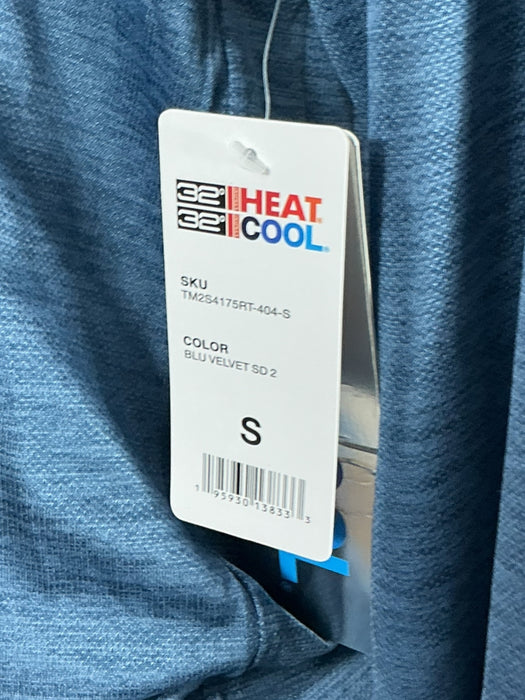 32° HEAT
32° COOL
SKU
TM2S4175RT-404-S
COLOR
BLU VELVET SD 2
S
1 95930 13833 3